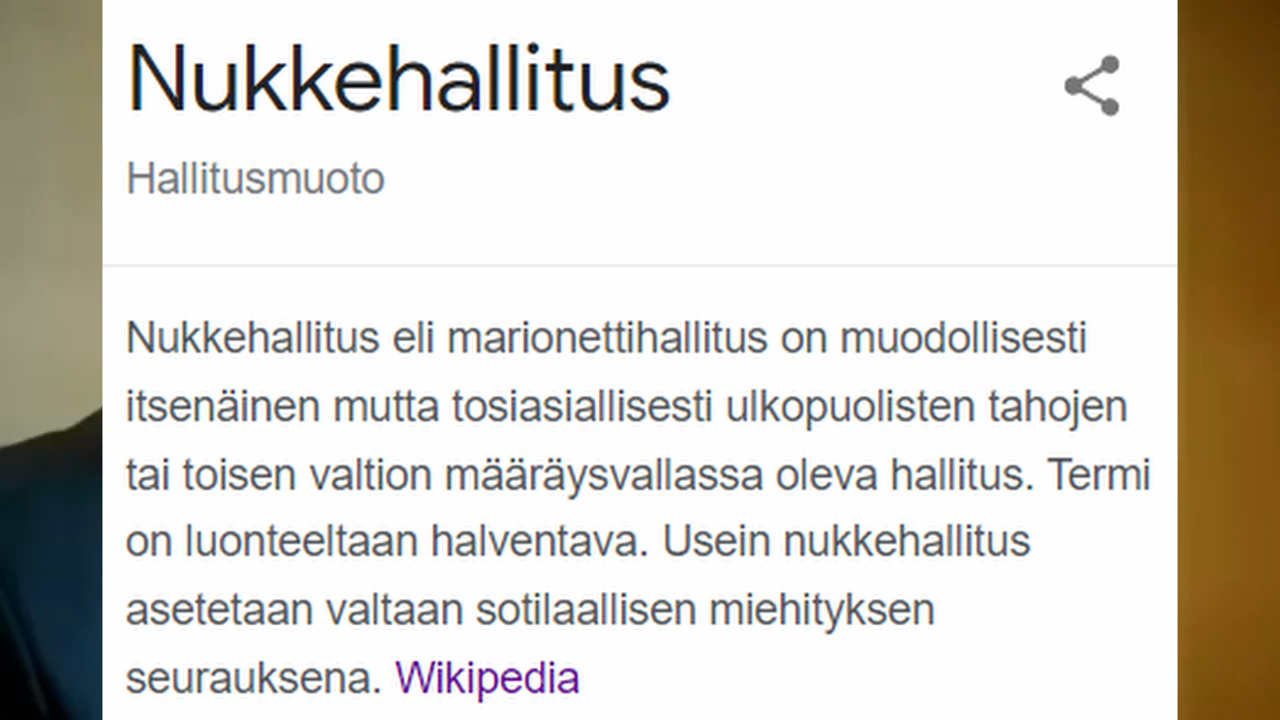 Nukkehallitus
Hallitusmuoto
Nukkehallitus eli marionettihallitus on muodollisesti
itsenäinen mutta tosiasiallisesti ulkopuolisten tahojen
tai toisen valtion määräysvallassa oleva hallitus. Termi
on luonteeltaan halventava. Usein nukkehallitus
asetetaan valtaan sotilaallisen miehityksen
seurauksena. Wikipedia